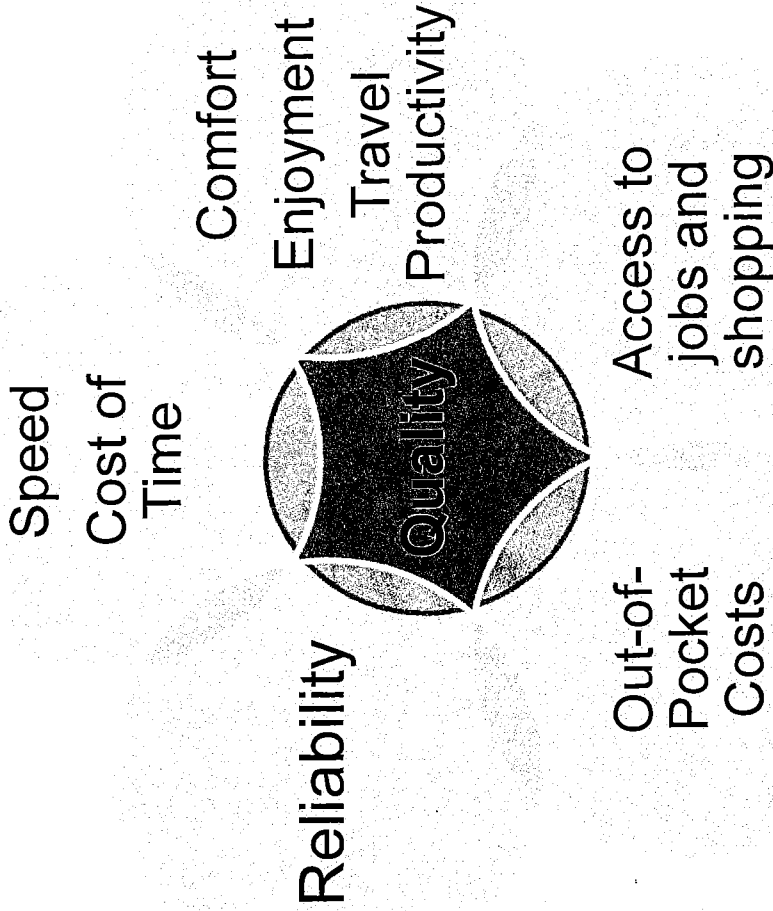 Speed
Cost of
Time
Comfort
Enjoyment
Travel
Productivity
Reliability
Quality
Out-of-
Pocket
Costs
Access to
jobs and
shopping